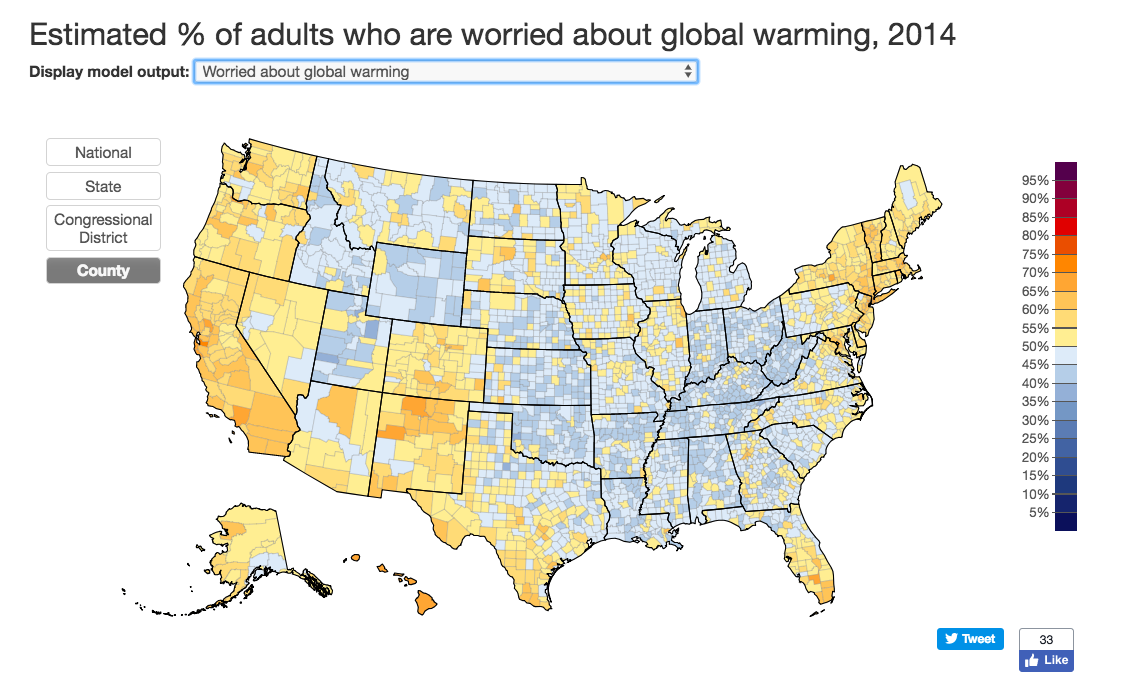 Estimated % of adults who are worried about global warming, 2014
Display model output: Worried about global warming
National
State
Congressional
District
County
95%
90%
85%
80%
75%
70%
65%
60%
55%
50%
45%
40%
35%
30%
25%
20%
15%
10%
5%
Tweet
33
Like